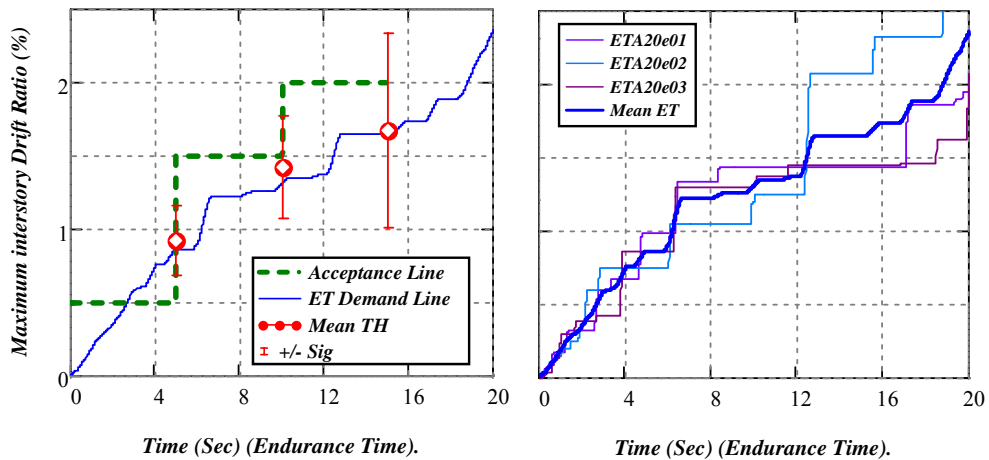 Maximum interstory Drift Ratio (%)
2
1
0
Acceptance Line
ET Demand Line
Mean TH
+/- Sig
0 4 8 12 16 20
Time (Sec) (Endurance Time).
ETA20e01
ETA20e02
ETA20e03
Mean ET
0 4 8 12 16 20
Time (Sec) (Endurance Time).